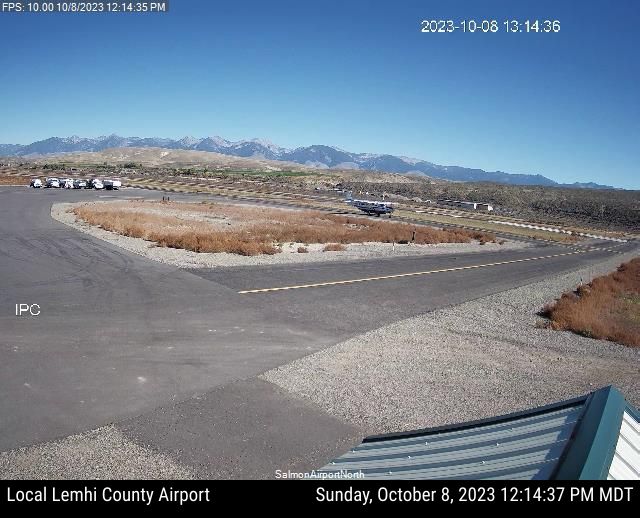 FPS: 10.00 10/8/2023 12:14:35 PM
2023-10-08 13:14:36
IPC
SalmonAirportNorth
Local Lemhi County Airport
Sunday, October 8, 2023 12:14:37 PM MDT